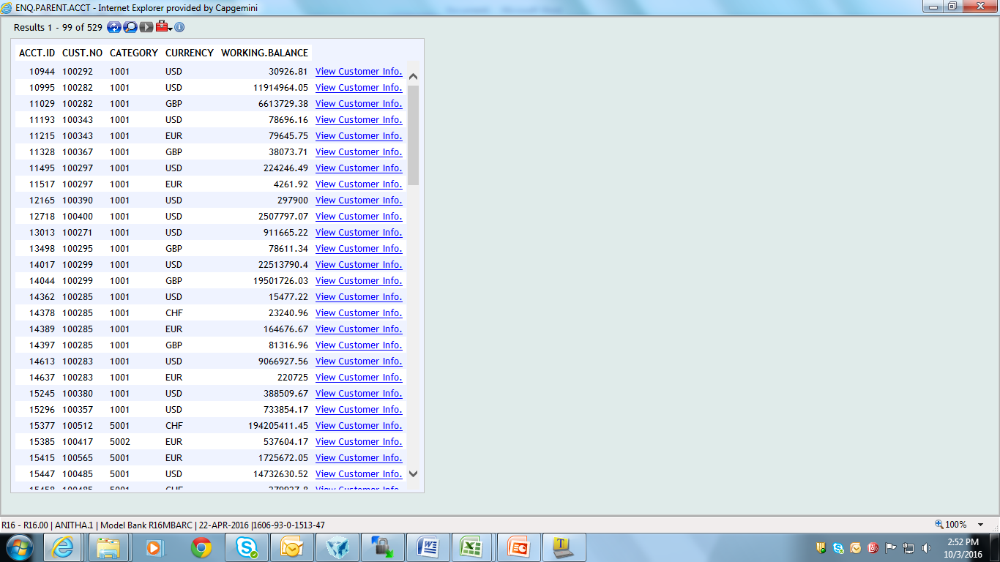 ENQ.PARENT.ACCT - Internet Explorer provided by Capgemini
Results 1 - 99 of 529
ACCT.ID CUST.NO CATEGORY CURRENCY WORKING.BALANCE
10944 100292 1001 USD 30926.81 View Customer Info.
10995 100282 1001 USD 11914964.05 View Customer Info.
11029 100282 1001 GBP 6613729.38 View Customer Info.
11193 100343 1001 USD 78696.16 View Customer Info.
11215 100343 1001 EUR 79645.75 View Customer Info.
11328 100367 1001 GBP 38073.71 View Customer Info.
11495 100297 1001 USD 224246.49 View Customer Info.
11517 100297 1001 EUR 4261.92 View Customer Info.
12165 100390 1001 USD 297900 View Customer Info.
12718 100400 1001 USD 2507797.07 View Customer Info.
13013 100271 1001 USD 911665.22 View Customer Info.
13498 100295 1001 GBP 78611.34 View Customer Info.
14017 100299 1001 USD 22513790.4 View Customer Info.
14044 100299 1001 GBP 19501726.03 View Customer Info.
14362 100285 1001 USD 15477.22 View Customer Info.
14378 100285 1001 CHF 23240.96 View Customer Info.
14389 100285 1001 EUR 164676.67 View Customer Info.
14397 100285 1001 GBP 81316.96 View Customer Info.
14613 100283 1001 USD 9066927.56 View Customer Info.
14637 100283 1001 EUR 220725 View Customer Info.
15245 100380 1001 USD 388509.67 View Customer Info.
15296 100357 1001 USD 733854.17 View Customer Info.
15377 100512 5001 CHF 194205411.45 View Customer Info.
15385 100417 5002 EUR 537604.17 View Customer Info.
15415 100565 5001 EUR 1725672.05 View Customer Info.
15447 100485 5001 USD 14732630.52 View Customer Info.
15458 100485 5001 CHF View Customer Info.
R16 - R16.00 | ANITHA.1 | Model Bank R16MBARC | 22-APR-2016 |1606-93-0-1513-47
100%
2:52 PM
10/3/2016